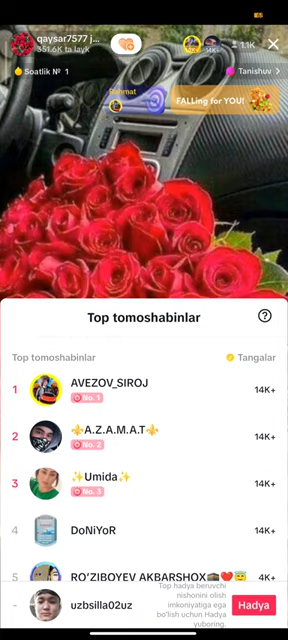 qaysar7577 j...
351.6K ta layk
14K+
14K+
1.1K
Soatlik № 1
Tanishuv
Rahmat
FALLing for YOU!
Top tomoshabinlar
Top tomoshabinlar
Tangalar
1
AVEZOV_SIROJ
No. 1
14K+
2
⚜️A.Z.A.M.A.T⚜️
No. 2
14K+
3
✨Umida✨
No. 3
14K+
4
DoNiYoR
14K+
5
RO'ZIBOYEV AKBARSHOX🕋❤️😇
4K+
-
uzbsilla02uz
Top hadya beruvchi
nishonini olish
imkoniyatiga ega
bo'lish uchun Hadya
yuboring.
Hadya